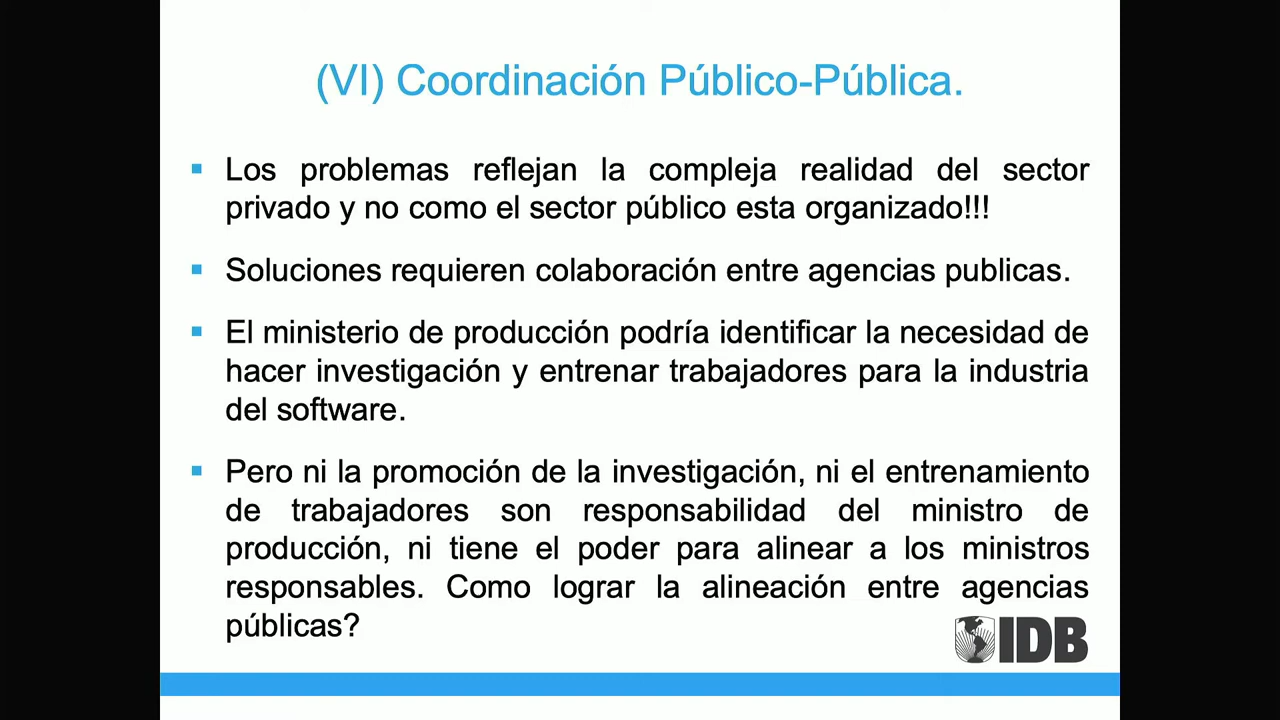 (VI) Coordinación Público-Pública.
Los problemas reflejan la compleja realidad del sector
privado y no como el sector público esta organizado!!!
Soluciones requieren colaboración entre agencias publicas.
El ministerio de producción podría identificar la necesidad de
hacer investigación y entrenar trabajadores para la industria
del software.
Pero ni la promoción de la investigación, ni el entrenamiento
de trabajadores son responsabilidad del ministro de
producción, ni tiene el poder para alinear a los ministros
responsables. Como lograr la alineación entre agencias
públicas?
IDB